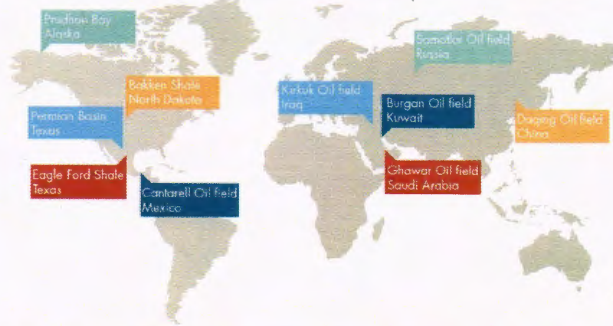 Prudhoe Bay
Alaska
Samotlor Oil field
Russia
Bakken Shale
North Dakota
Kirkuk Oil field
Iraq
Burgan Oil field
Kuwait
Permian Basin
Texas
Daqing Oil field
China
Eagle Ford Shale
Texas
Ghawar Oil field
Saudi Arabia
Cantarell Oil field
Mexico